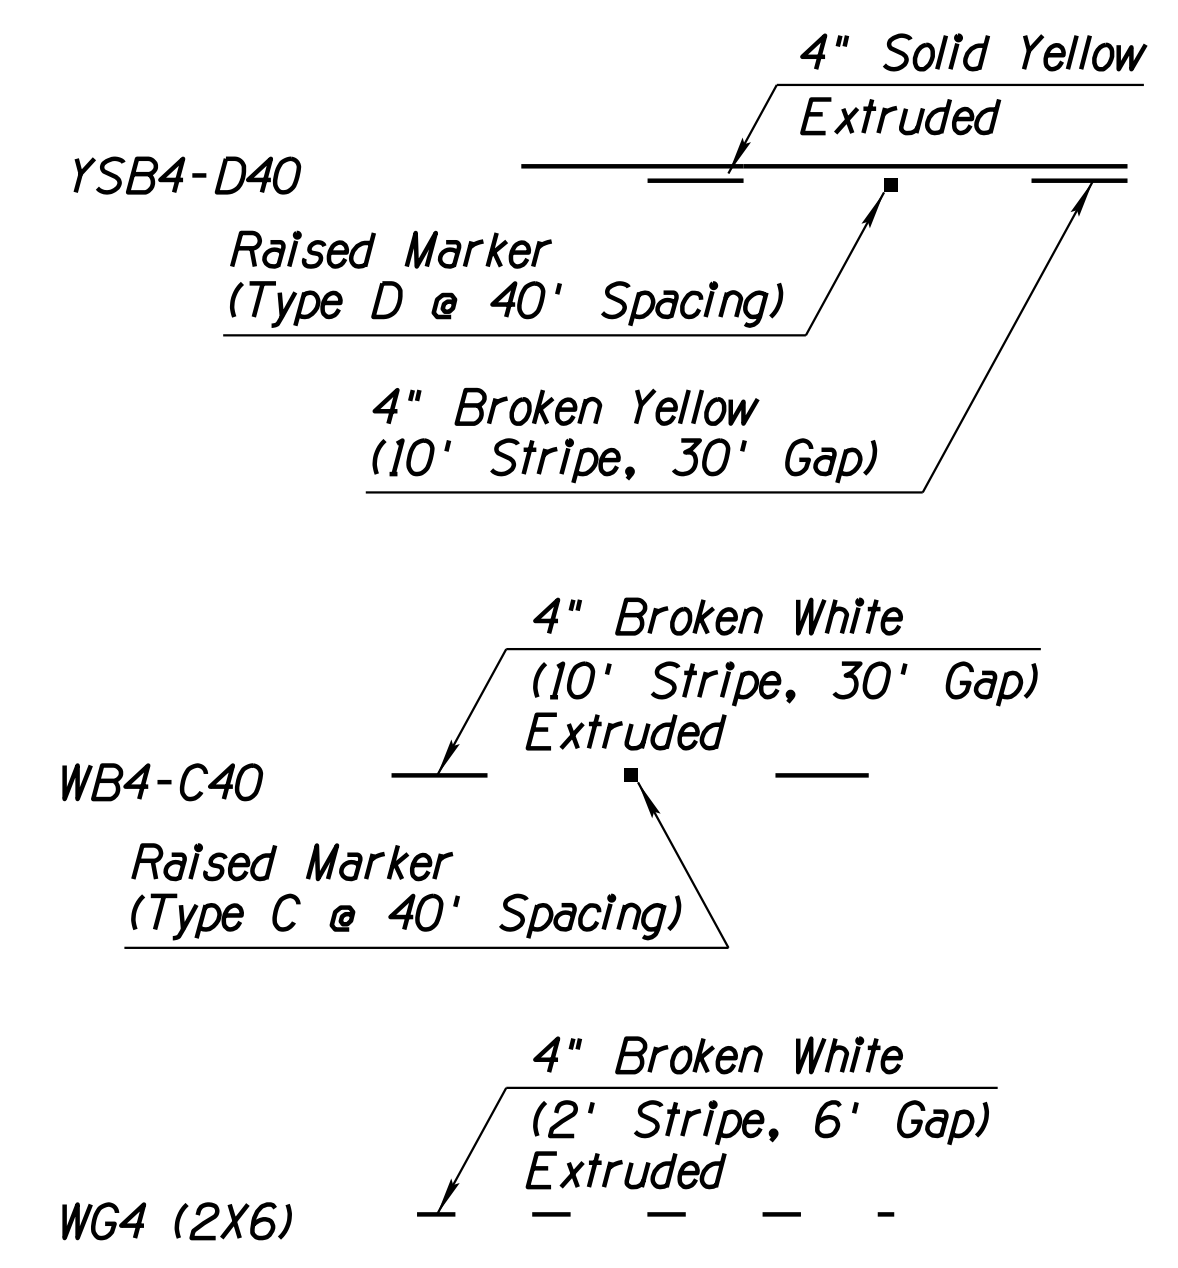 4" Solid Yellow
Extruded
YSB4-D40
Raised Marker
(Type D @ 40' Spacing)
4" Broken Yellow
(10' Stripe, 30' Gap)
4" Broken White
(10' Stripe, 30' Gap)
Extruded
WB4-C40
Raised Marker
(Type C @ 40' Spacing)
4" Broken White
(2' Stripe, 6' Gap)
Extruded
WG4 (2X6)